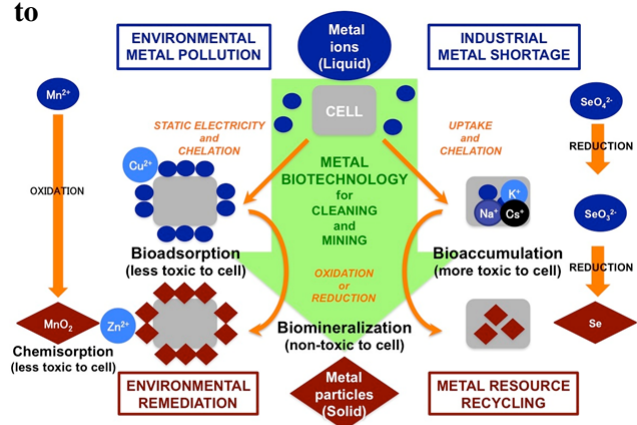 to
ENVIRONMENTAL
METAL POLLUTION
Metal
ions
(Liquid)
INDUSTRIAL
METAL SHORTAGE
Mn²⁺
CELL
SeO₄²⁻
STATIC ELECTRICITY
and
CHELATION
UPTAKE
and
CHELATION
Cu²⁺
REDUCTION
METAL
BIOTECHNOLOGY
for
CLEANING
and
MINING
OXIDATION
K⁺
Na⁺
Cs⁺
SeO₃²⁻
Bioadsorption
(less toxic to cell)
Bioaccumulation
(more toxic to cell)
OXIDATION
or
REDUCTION
REDUCTION
MnO₂
Zn²⁺
Biomineralization
(non-toxic to cell)
Se
Chemisorption
(less toxic to cell)
ENVIRONMENTAL
REMEDIATION
Metal
particles
(Solid)
METAL RESOURCE
RECYCLING